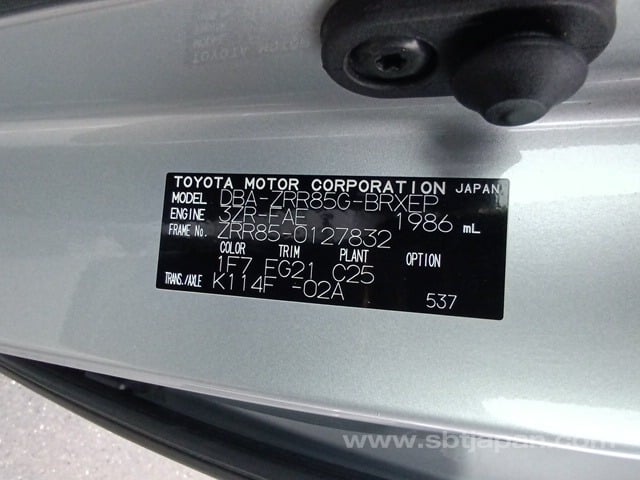 TOYOTA MOTOR CORPORATION JAPAN
MODEL DBA-ZRR85G-BRXEP
ENGINE 3ZR-FAE 1986 mL
FRAME No. ZRR85-0127832
COLOR TRIM PLANT OPTION
1F7 FG21 C25
TRANS./AXLE K114F -02A
537
www.sbtjapan.com